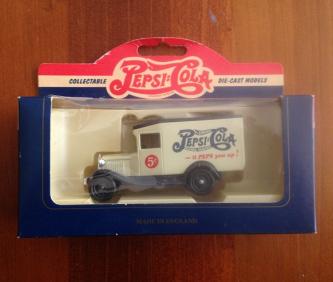 COLLECTABLE
PEPSI:COLA
DIE-CAST MODELS
PEPSI:COLA
— it PEPS you up!
5¢
MADE IN ENGLAND